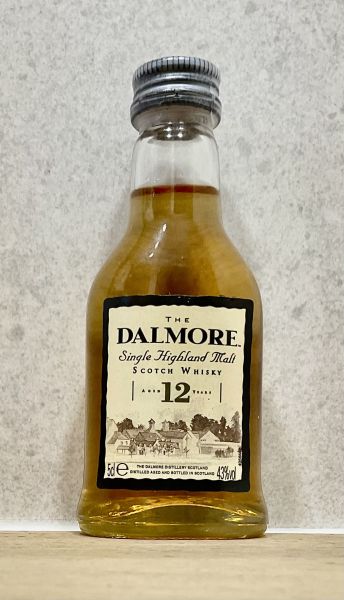 THE
DALMORE
Single Highland Malt
SCOTCH WHISKY
AGED 12 YEARS
5cl e 43%vol
THE DALMORE DISTILLERY SCOTLAND
DISTILLED AGED AND BOTTLED IN SCOTLAND